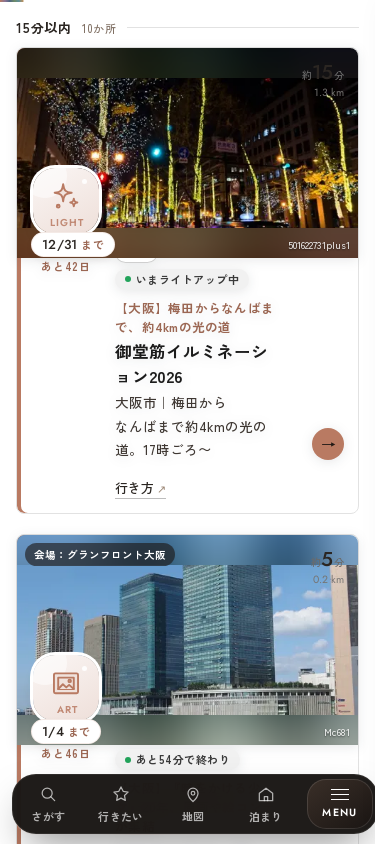 15分以内 10か所
約15分
1.3 km
LIGHT
12/31 まで
501622731plus1
あと42日
いまライトアップ中
【大阪】梅田からなんばま
で、約4kmの光の道
御堂筋イルミネーシ
ョン2026
大阪市｜梅田から
なんばまで約4kmの光の
道。17時ごろ〜
→
行き方 ↗
会場：グランフロント大阪
5分
0.2 km
ART
1/4 まで
Mc681
あと46日
あと54分で終わり
さがす 行きたい 地図 泊まり MENU